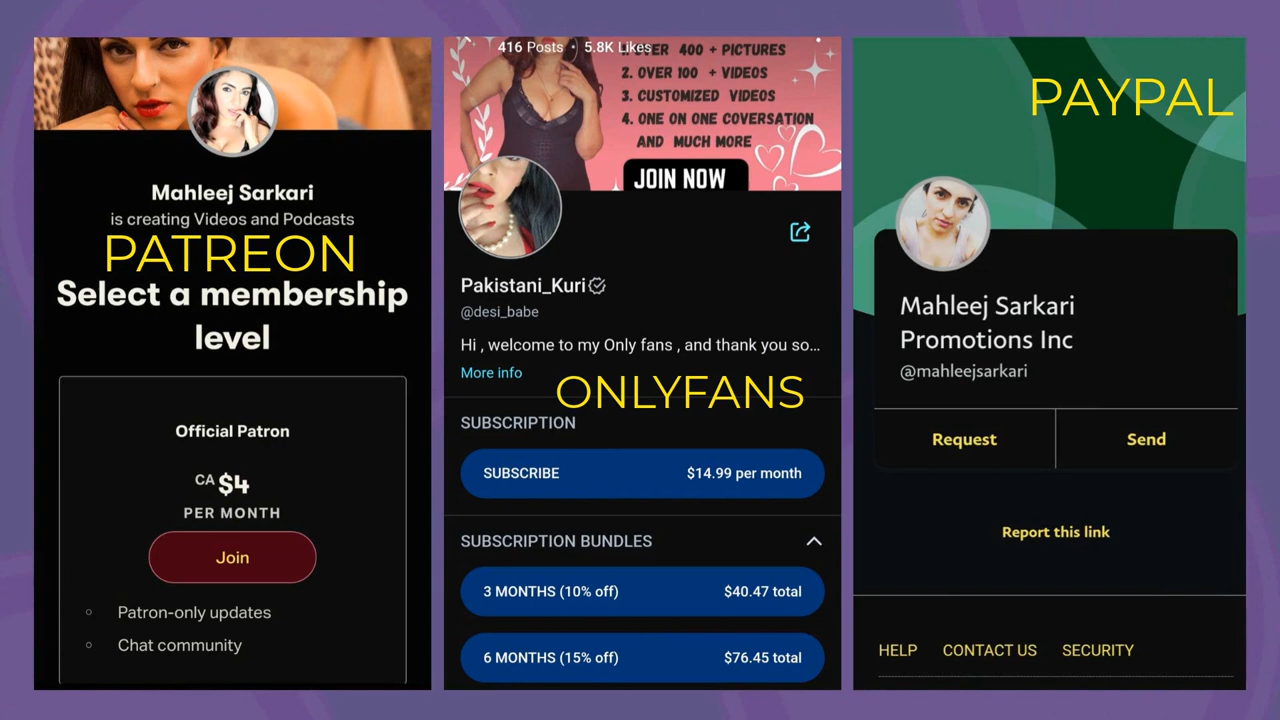 Mahleej Sarkari
is creating Videos and Podcasts
PATREON
Select a membership
level
Official Patron
CA $4
PER MONTH
Join
Patron-only updates
Chat community
416 Posts • 5.8K Likes
1. OVER 400 + PICTURES
2. OVER 100 + VIDEOS
3. CUSTOMIZED VIDEOS
4. ONE ON ONE COVERSATION
AND MUCH MORE
JOIN NOW
Pakistani_Kuri
@desi_babe
Hi , welcome to my Only fans , and thank you so...
More info
ONLYFANS
SUBSCRIPTION
SUBSCRIBE $14.99 per month
SUBSCRIPTION BUNDLES
3 MONTHS (10% off) $40.47 total
6 MONTHS (15% off) $76.45 total
PAYPAL
Mahleej Sarkari
Promotions Inc
@mahleejsarkari
Request Send
Report this link
HELP CONTACT US SECURITY